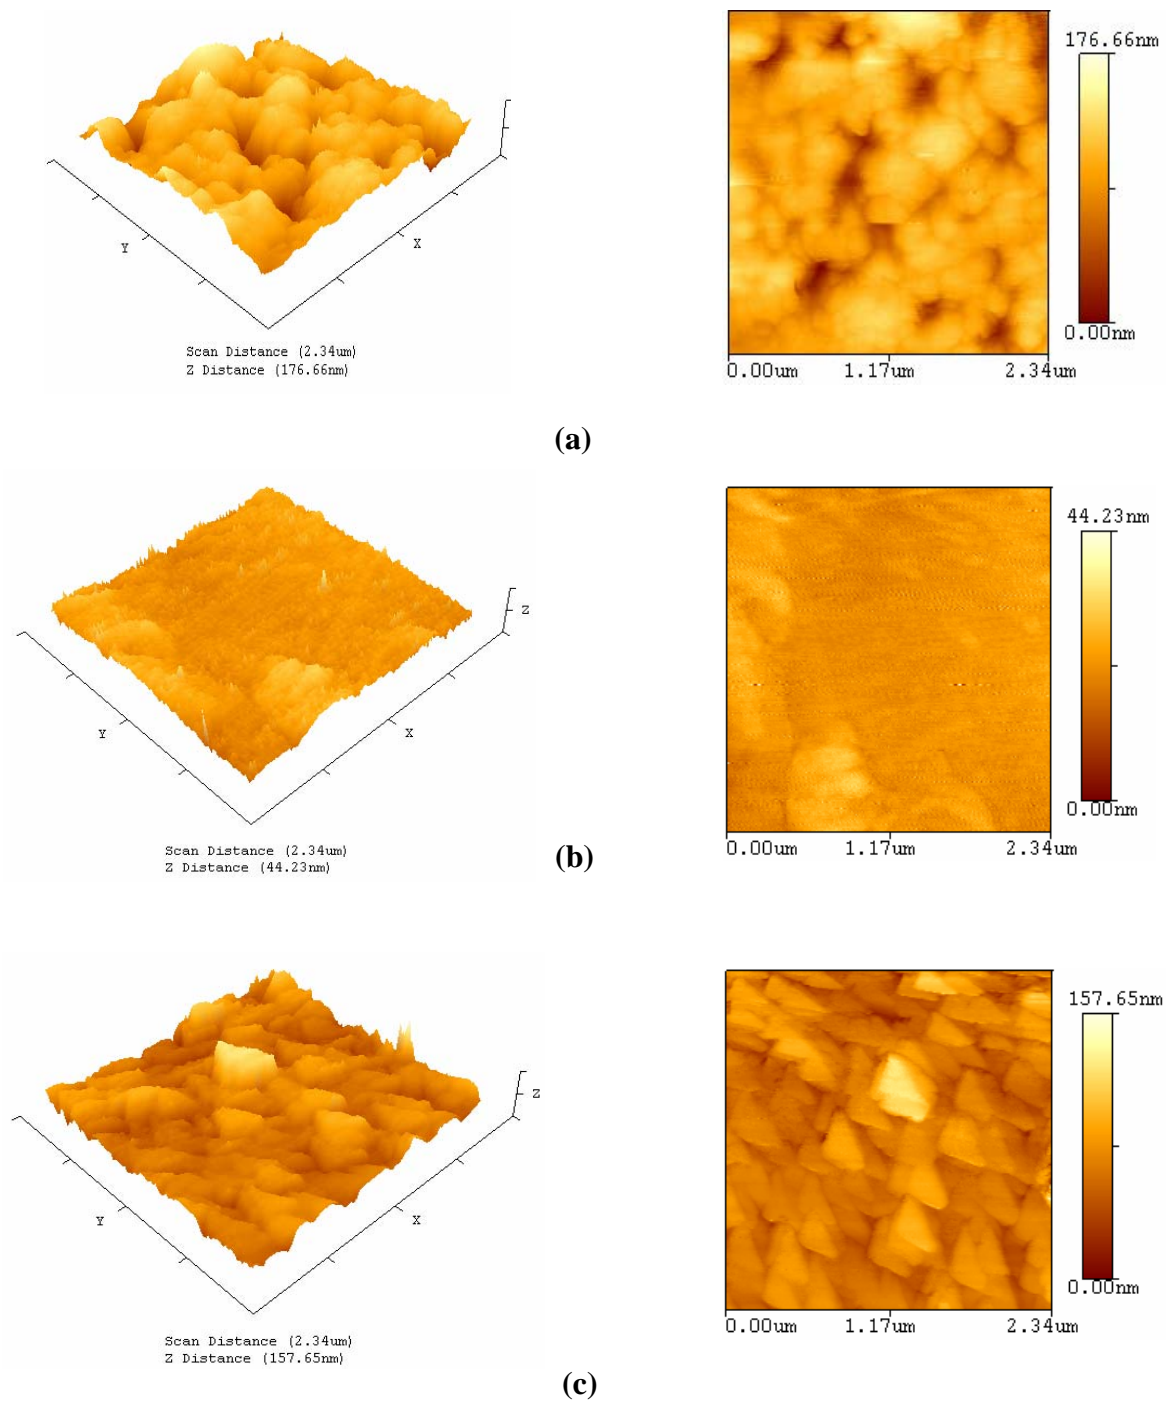 176.66nm
Y
X
0.00nm
Scan Distance (2.34um)
Z Distance (176.66nm)
0.00um 1.17um 2.34um
(a)
44.23nm
Z
Y
X
0.00nm
Scan Distance (2.34um)
Z Distance (44.23nm)
0.00um 1.17um 2.34um
(b)
157.65nm
Z
Y
X
0.00nm
Scan Distance (2.34um)
Z Distance (157.65nm)
0.00um 1.17um 2.34um
(c)